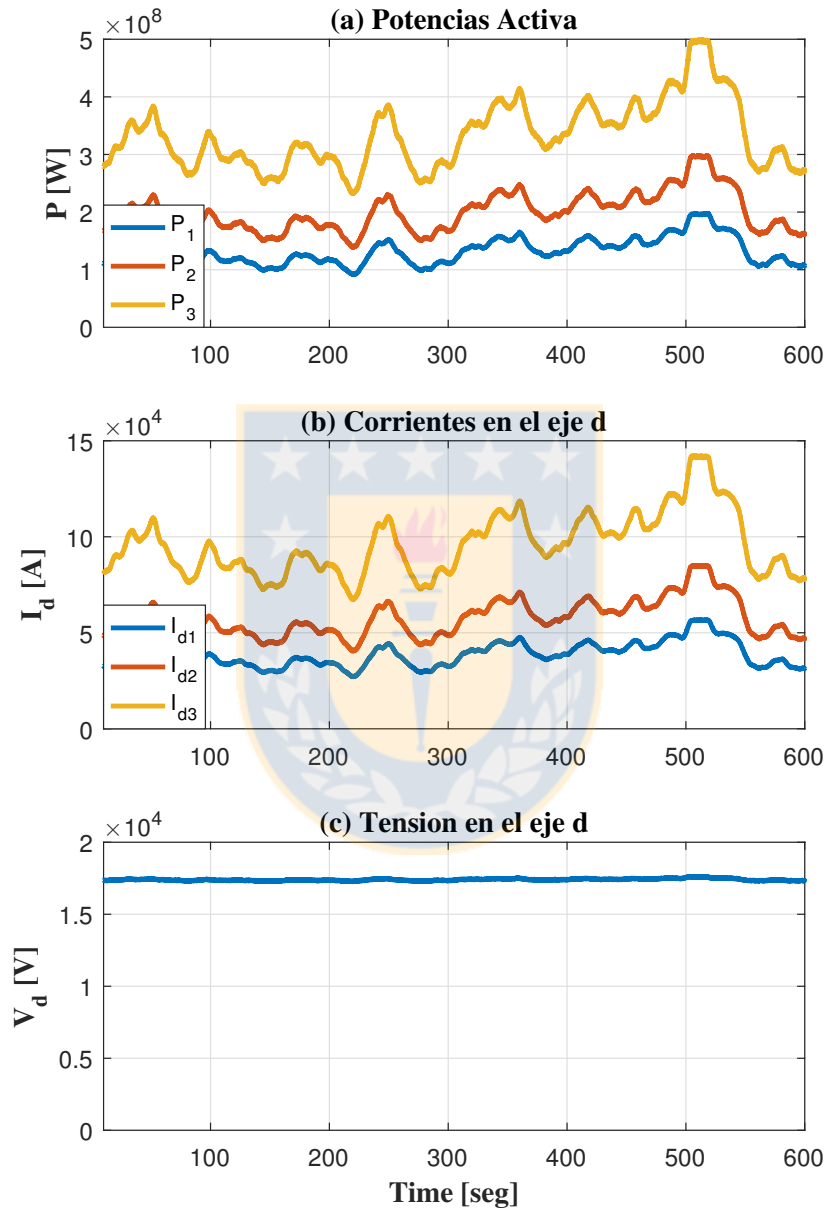 (a) Potencias Activa
×10^8
5
4
3
2
1
0
P [W]
P_1
P_2
P_3
100 200 300 400 500 600
(b) Corrientes en el eje d
×10^4
15
10
5
0
I_d [A]
I_d1
I_d2
I_d3
100 200 300 400 500 600
(c) Tension en el eje d
×10^4
2
1.5
1
0.5
0
V_d [V]
100 200 300 400 500 600
Time [seg]